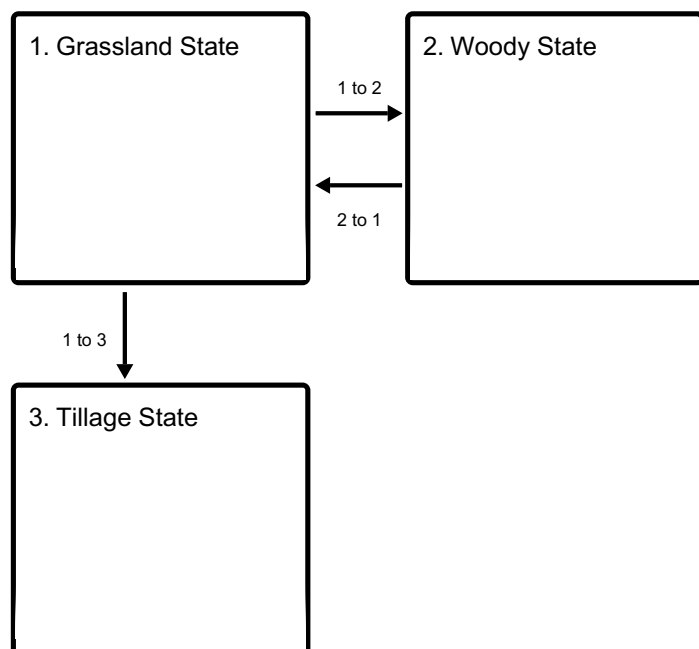 1. Grassland State
2. Woody State
1 to 2
2 to 1
1 to 3
3. Tillage State